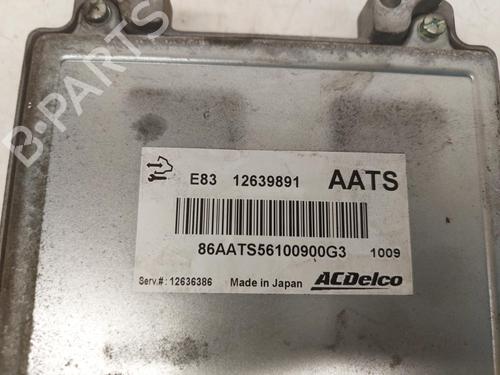 B-PARTS
E83 12639891 AATS
86AATS56100900G3 1009
Serv.#: 12636386 Made in Japan ACDelco